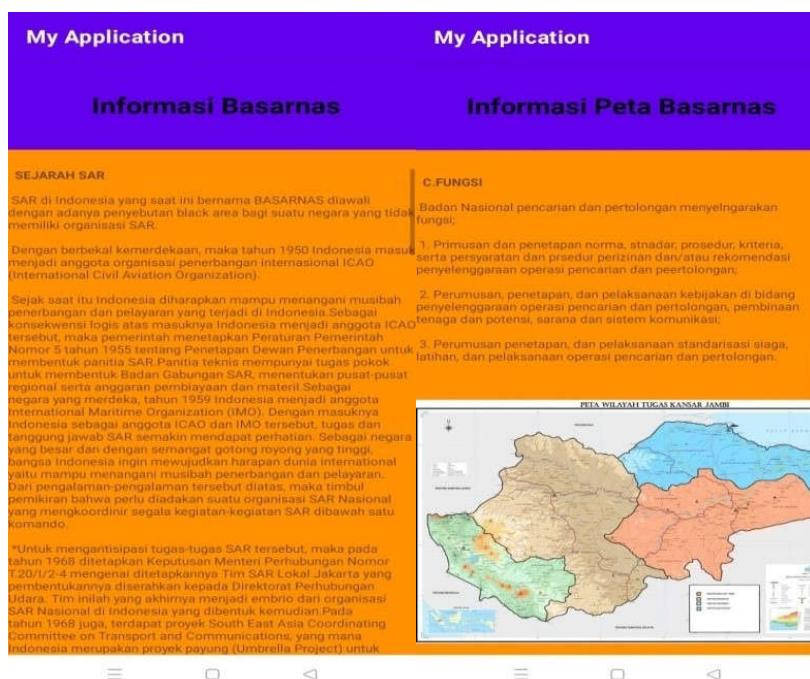 My Application
Informasi Basarnas
SEJARAH SAR
SAR di Indonesia yang saat ini bernama BASARNAS diawali
dengan adanya penyebutan black area bagi suatu negara yang tidak
memiliki organisasi SAR.
Dengan berbekal kemerdekaan, maka tahun 1950 Indonesia masuk
menjadi anggota organisasi penerbangan internasional ICAO
(International Civil Aviation Organization).
Sejak saat itu Indonesia diharapkan mampu menangani musibah
penerbangan dan pelayaran yang terjadi di Indonesia.Sebagai
konsekwensi logis atas masuknya Indonesia menjadi anggota ICAO
tersebut, maka pemerintah menetapkan Peraturan Pemerintah
Nomor 5 tahun 1955 tentang Penetapan Dewan Penerbangan untuk
membentuk panitia SAR.Panitia teknis mempunyai tugas pokok
untuk membentuk Badan Gabungan SAR, menentukan pusat-pusat
regional serta anggaran pembiayaan dan materil.Sebagai
negara yang merdeka, tahun 1959 Indonesia menjadi anggota
International Maritime Organization (IMO). Dengan masuknya
Indonesia sebagai anggota ICAO dan IMO tersebut, tugas dan
tanggung jawab SAR semakin mendapat perhatian. Sebagai negara
yang besar dan dengan semangat gotong royong yang tinggi,
bangsa Indonesia ingin mewujudkan harapan dunia international
yaitu mampu menangani musibah penerbangan dan pelayaran.
Dari pengalaman-pengalaman tersebut diatas, maka timbul
pemikiran bahwa perlu diadakan suatu organisasi SAR Nasional
yang mengkoordinir segala kegiatan-kegiatan SAR dibawah satu
komando.
*Untuk mengantisipasi tugas-tugas SAR tersebut, maka pada
tahun 1968 ditetapkan Keputusan Menteri Perhubungan Nomor
T.20/I/2-4 mengenai ditetapkannya Tim SAR Lokal Jakarta yang
pembentukannya diserahkan kepada Direktorat Perhubungan
Udara. Tim inilah yang akhirnya menjadi embrio dari organisasi
SAR Nasional di Indonesia yang dibentuk kemudian.Pada
tahun 1968 juga, terdapat proyek South East Asia Coordinating
Committee on Transport and Communications, yang mana
Indonesia merupakan proyek payung (Umbrella Project) untuk
My Application
Informasi Peta Basarnas
C.FUNGSI
Badan Nasional pencarian dan pertolongan menyelngarakan
fungsi;
1. Primusan dan penetapan norma, stnadar, prosedur, kriteria,
serta persyaratan dan prsedur perizinan dan/atau rekomendasi
penyelenggaraan operasi pencarian dan peertolongan;
2. Perumusan, penetapan, dan pelaksanaan kebijakan di bidang
penyelenggaraan operasi pencarian dan pertolongan, pembinaan
tenaga dan potensi, sarana dan sistem komunikasi;
3. Perumusan penetapan, dan pelaksanaan standarisasi siaga,
latihan, dan pelaksanaan operasi pencarian dan pertolongan.
PETA WILAYAH TUGAS KANSAR JAMBI